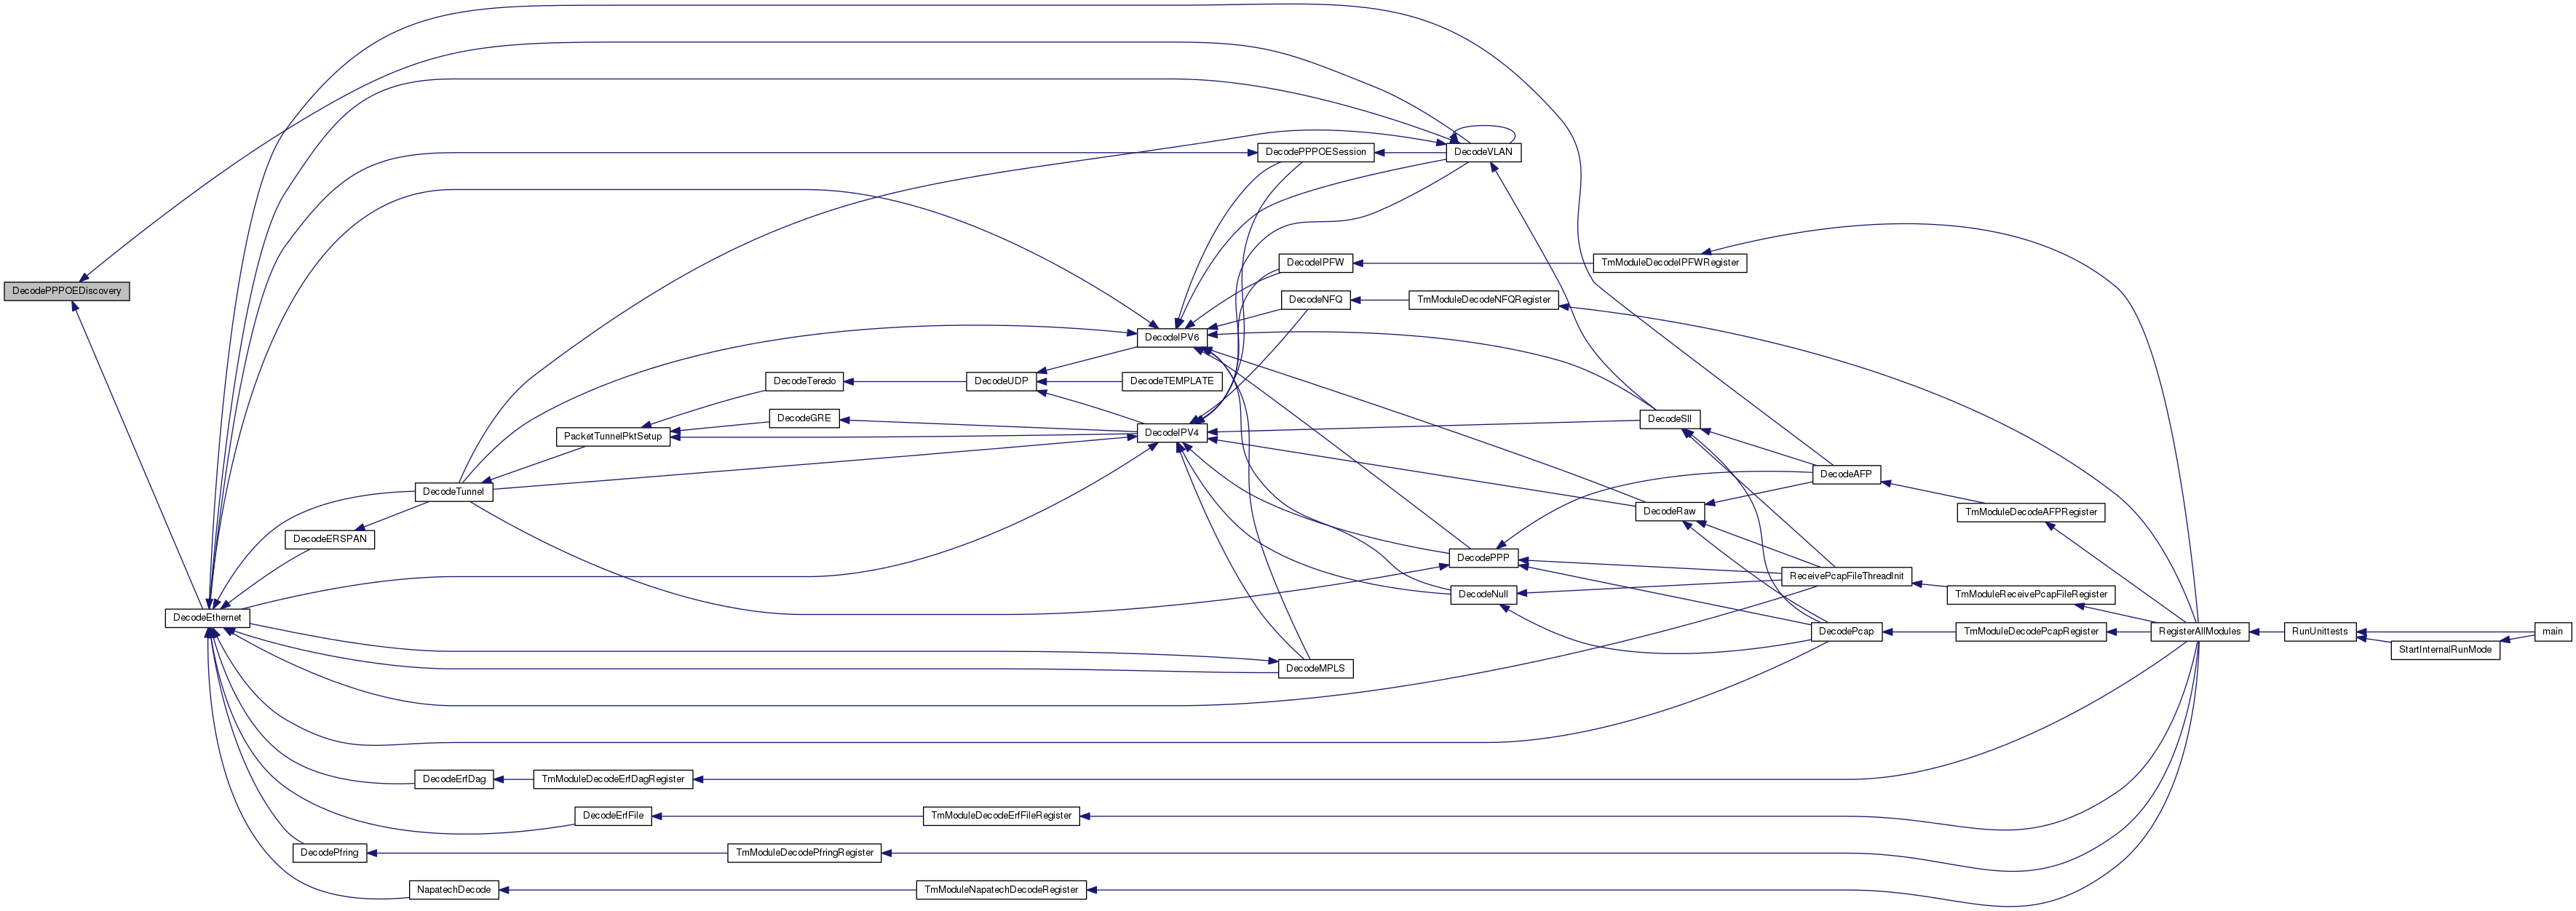 DecodePPPOEDiscovery
DecodeEthernet
DecodeERSPAN
DecodePfring
DecodeTunnel
DecodeErfDag
NapatechDecode
PacketTunnelPktSetup
TmModuleDecodeErfDagRegister
DecodeErfFile
DecodeTeredo
DecodeGRE
TmModuleDecodePfringRegister
DecodeUDP
TmModuleDecodeErfFileRegister
TmModuleNapatechDecodeRegister
DecodeIPV6
DecodeTEMPLATE
DecodeIPV4
DecodePPPOESession
DecodeIPFW
DecodeNFQ
DecodeMPLS
DecodeVLAN
TmModuleDecodeNFQRegister
DecodePPP
DecodeNull
TmModuleDecodeIPFWRegister
DecodeSll
DecodeRaw
DecodeAFP
ReceivePcapFileThreadInit
DecodePcap
TmModuleDecodeAFPRegister
TmModuleReceivePcapFileRegister
TmModuleDecodePcapRegister
RegisterAllModules
RunUnittests
StartInternalRunMode
main